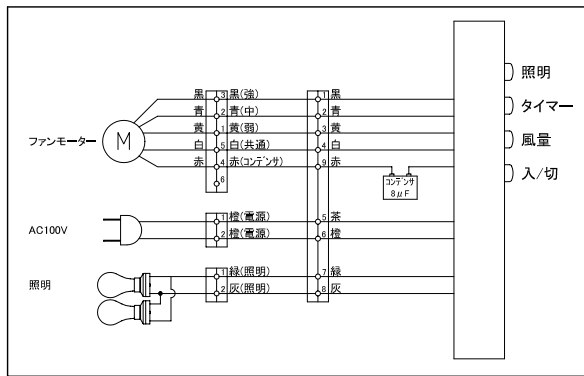 黒 3 黒(強) 1 黒
青 2 青(中) 2 青
黄 1 黄(弱) 3 黄
白 5 白(共通) 4 白
赤 4 赤(コンデンサ) 9 赤
6
ファンモーター
M
コンデンサ
8μF
照明
タイマー
風量
入/切
AC100V
1 橙(電源) 5 茶
2 橙(電源) 6 橙
照明
1 緑(照明) 7 緑
2 灰(照明) 8 灰